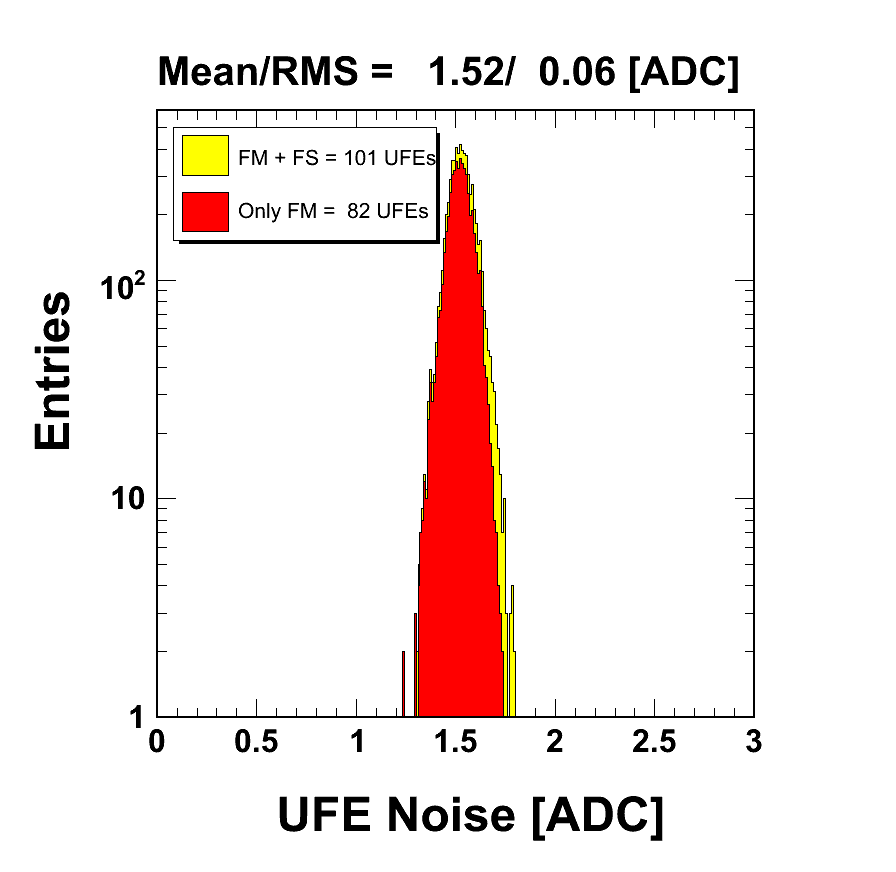 Mean/RMS = 1.52/ 0.06 [ADC]
FM + FS = 101 UFEs
Only FM = 82 UFEs
Entries
10²
10
1
0 0.5 1 1.5 2 2.5 3
UFE Noise [ADC]